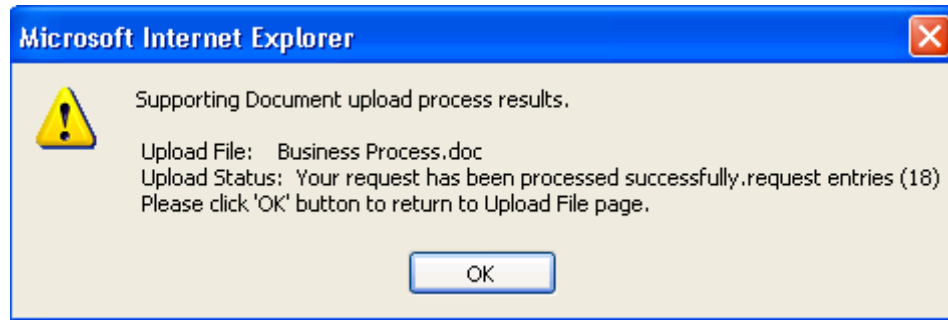 Microsoft Internet Explorer
Supporting Document upload process results.
Upload File: Business Process.doc
Upload Status: Your request has been processed successfully.request entries (18)
Please click 'OK' button to return to Upload File page.
OK